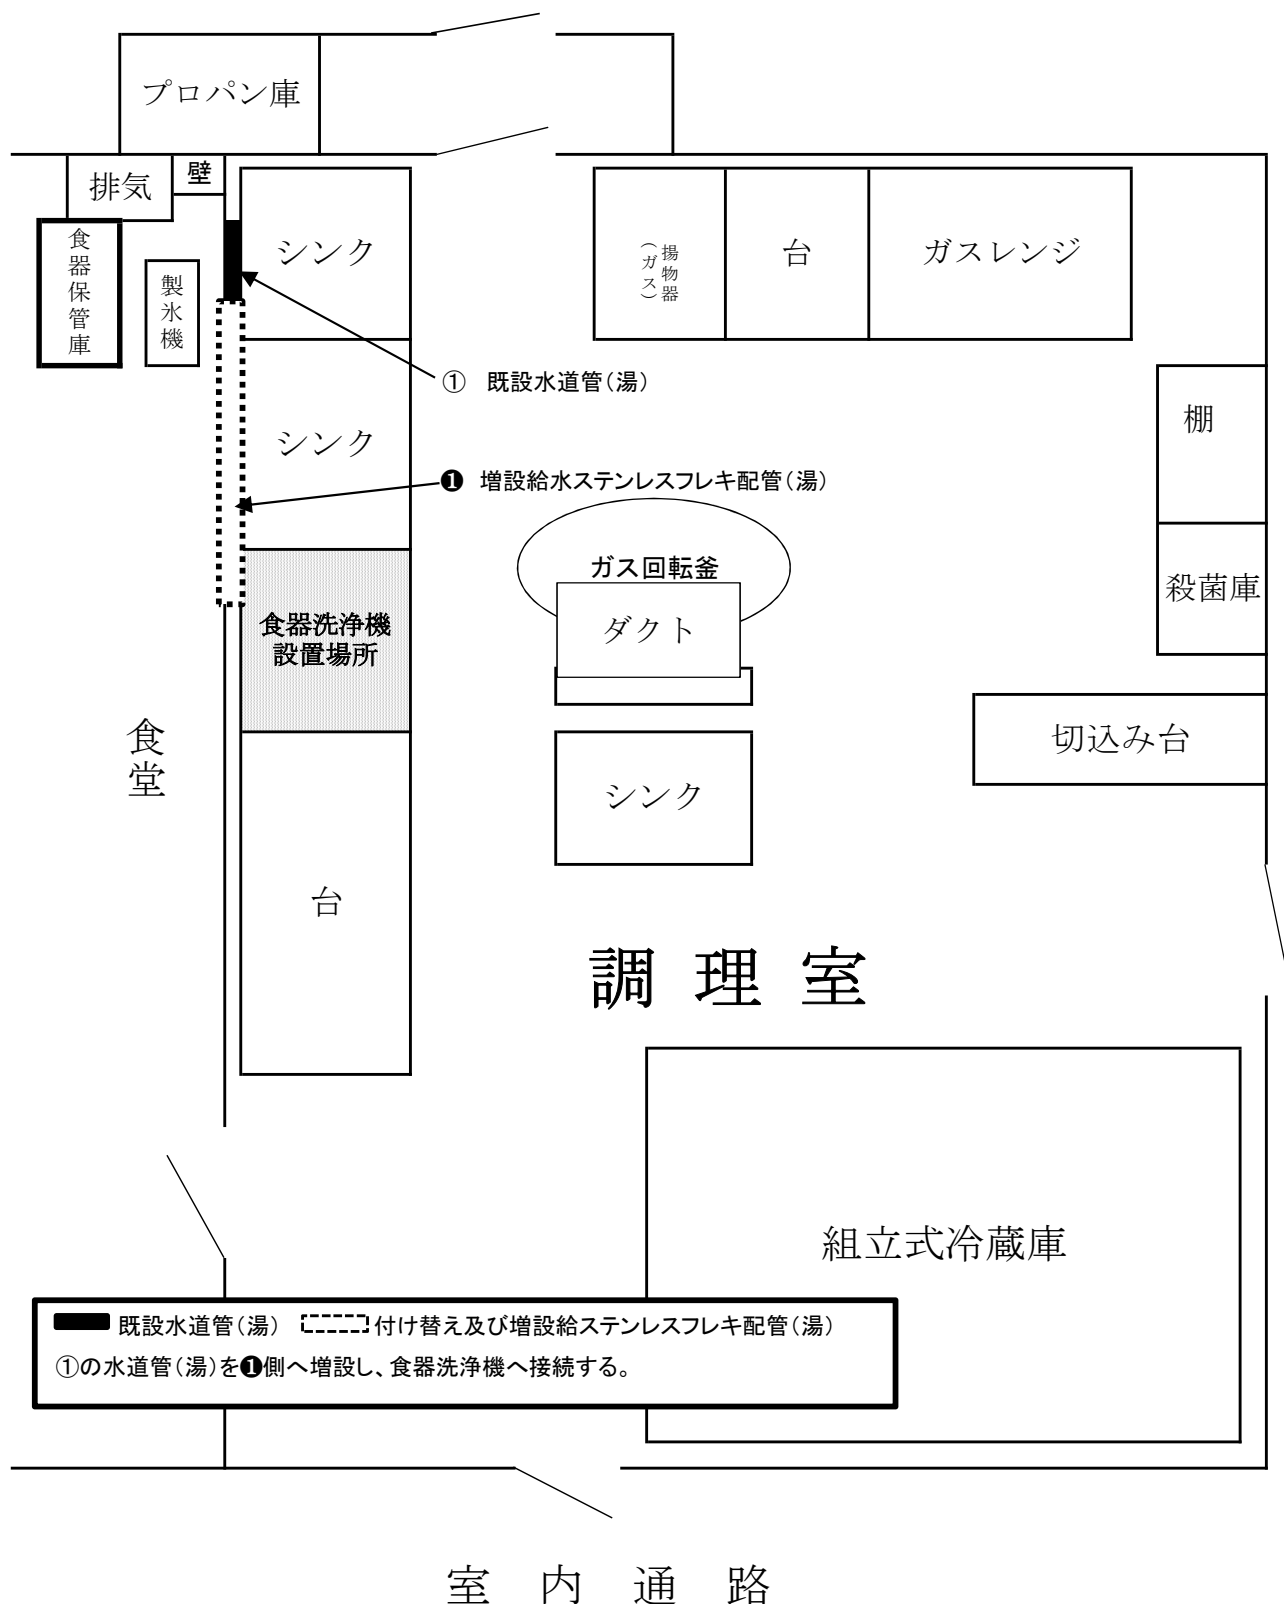 プロパン庫
排気
壁
食器保管庫
製氷機
シンク
揚物器
(ガス)
台
ガスレンジ
① 既設水道管(湯)
シンク
棚
❶ 増設給水ステンレスフレキ配管(湯)
ガス回転釜
ダクト
殺菌庫
食器洗浄機
設置場所
食堂
シンク
切込み台
台
調理室
組立式冷蔵庫
既設水道管(湯) 付け替え及び増設給ステンレスフレキ配管(湯)
①の水道管(湯)を❶側へ増設し、食器洗浄機へ接続する。
室内通路